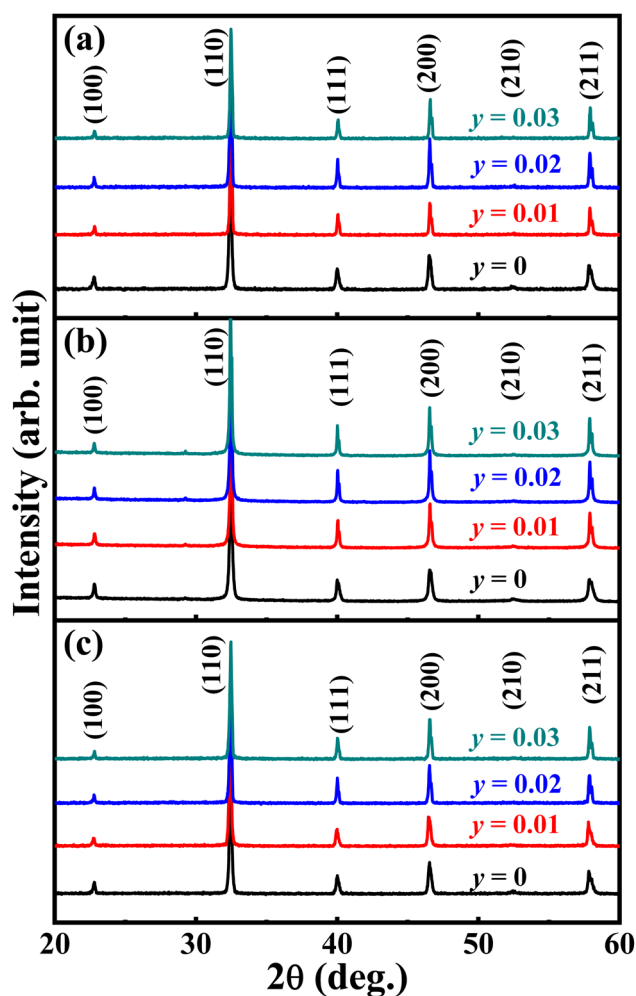 (a)
(100)
(110)
(111)
(200)
(210)
(211)
y = 0.03
y = 0.02
y = 0.01
y = 0
(b)
(100)
(110)
(111)
(200)
(210)
(211)
y = 0.03
y = 0.02
y = 0.01
y = 0
(c)
(100)
(110)
(111)
(200)
(210)
(211)
y = 0.03
y = 0.02
y = 0.01
y = 0
Intensity (arb. unit)
20 30 40 50 60
2θ (deg.)